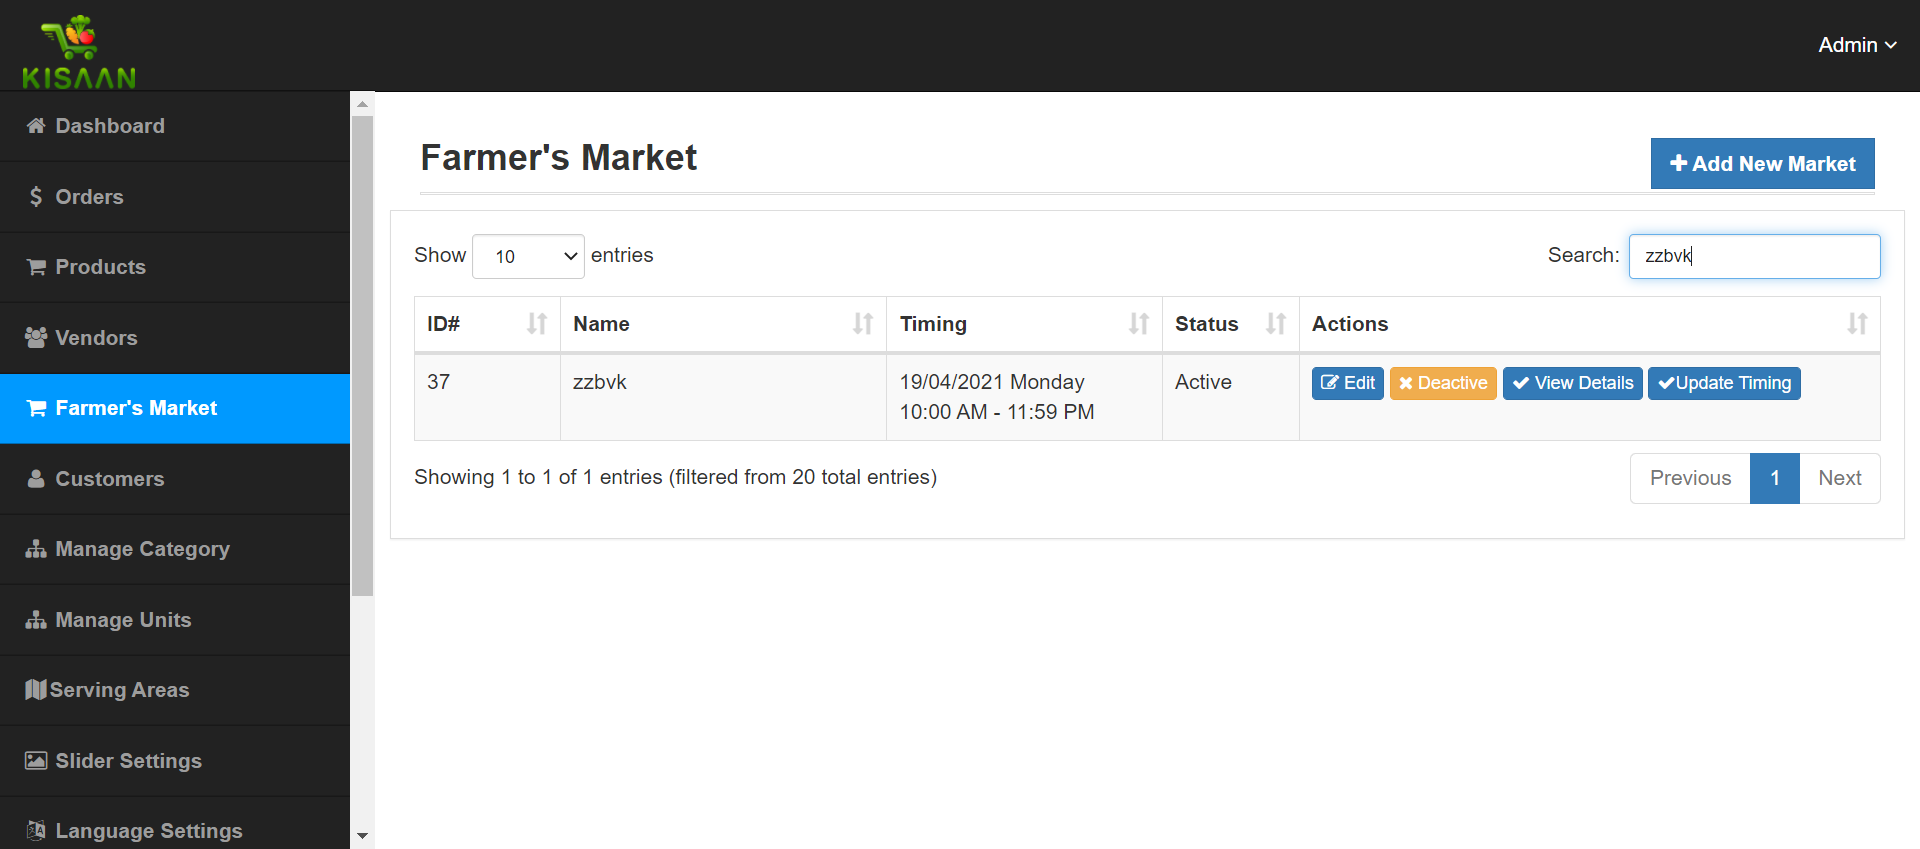 KISAAN
Admin
Dashboard
Orders
Products
Vendors
Farmer's Market
Customers
Manage Category
Manage Units
Serving Areas
Slider Settings
Language Settings
Farmer's Market
Add New Market
Show 10 entries
Search: zzbvk
ID# Name Timing Status Actions
37 zzbvk 19/04/2021 Monday Active Edit Deactive View Details Update Timing
10:00 AM - 11:59 PM
Showing 1 to 1 of 1 entries (filtered from 20 total entries)
Previous 1 Next